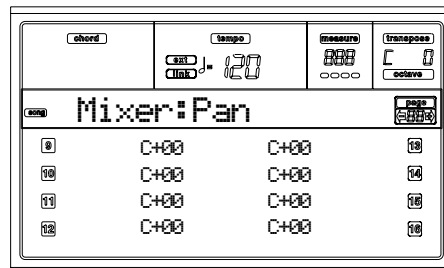 chord tempo measure transpose
ext link ♩= 120 888 C 0
octave
song Mixer:Pan page
9 C+00 C+00 13
10 C+00 C+00 14
11 C+00 C+00 15
12 C+00 C+00 16